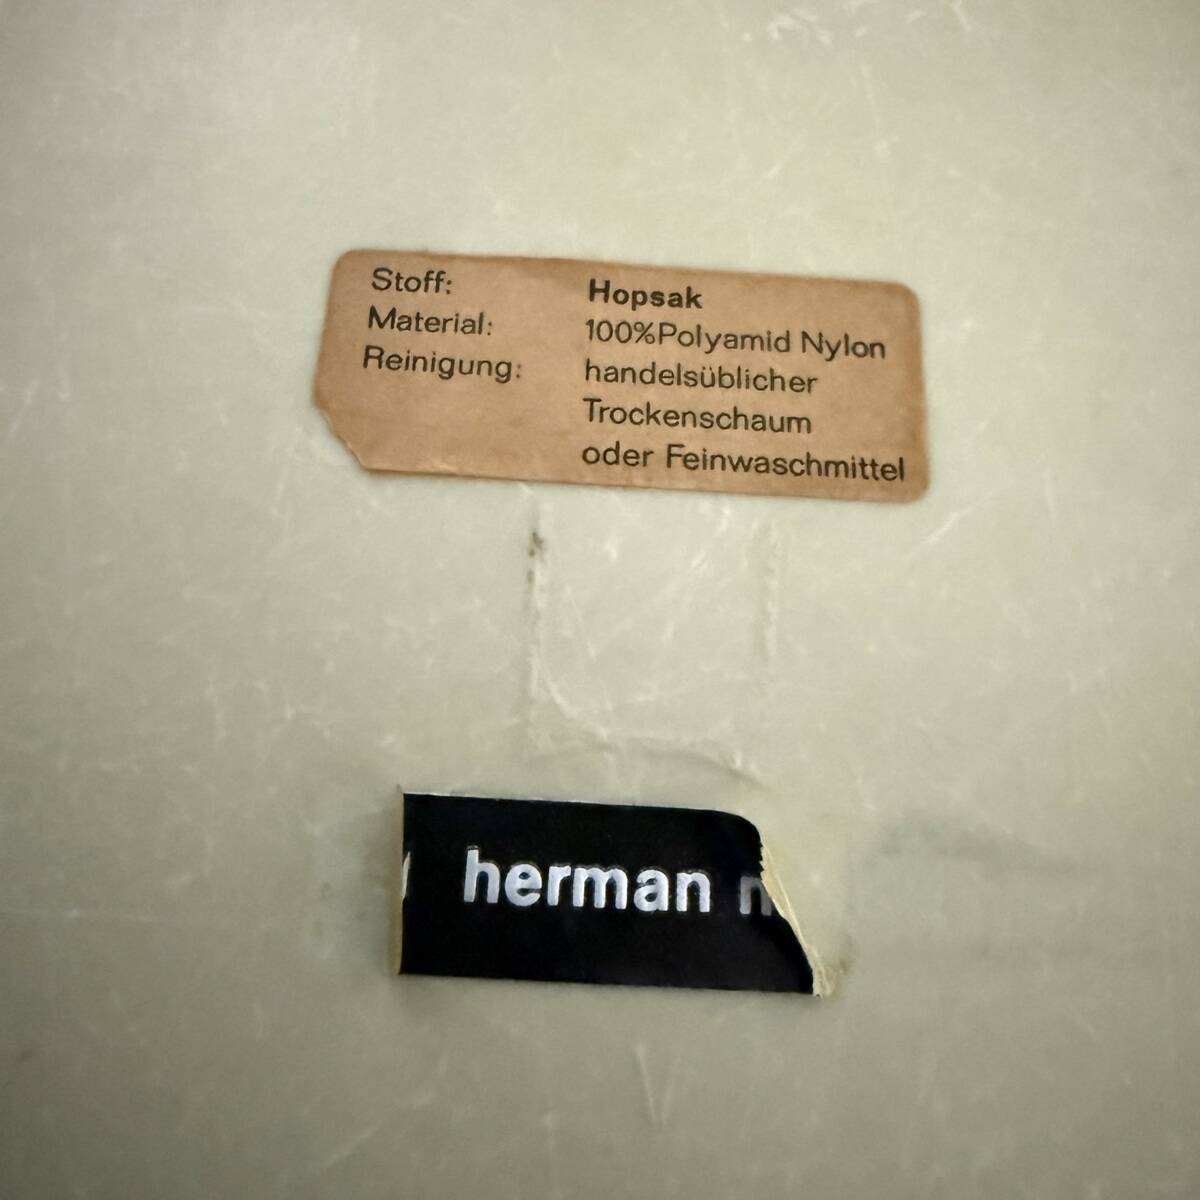 Stoff: Hopsak
Material: 100%Polyamid Nylon
Reinigung: handelsüblicher
Trockenschaum
oder Feinwaschmittel
herman